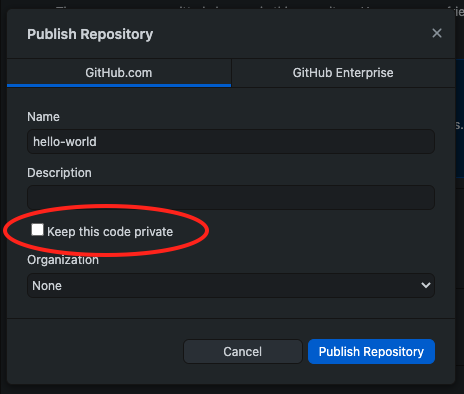 Publish Repository
GitHub.com
GitHub Enterprise
Name
hello-world
Description
Keep this code private
Organization
None
Cancel
Publish Repository